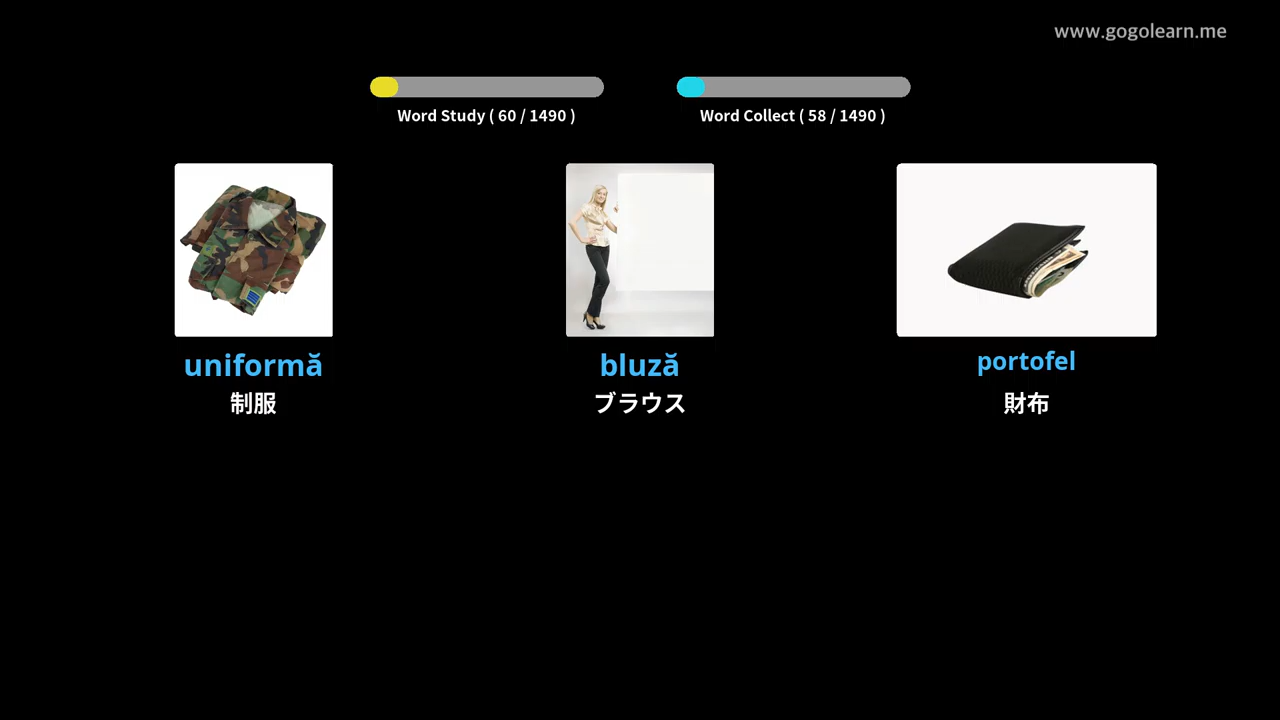 www.gogolearn.me
Word Study ( 60 / 1490 )
Word Collect ( 58 / 1490 )
uniformă
bluză
portofel
制服
ブラウス
財布